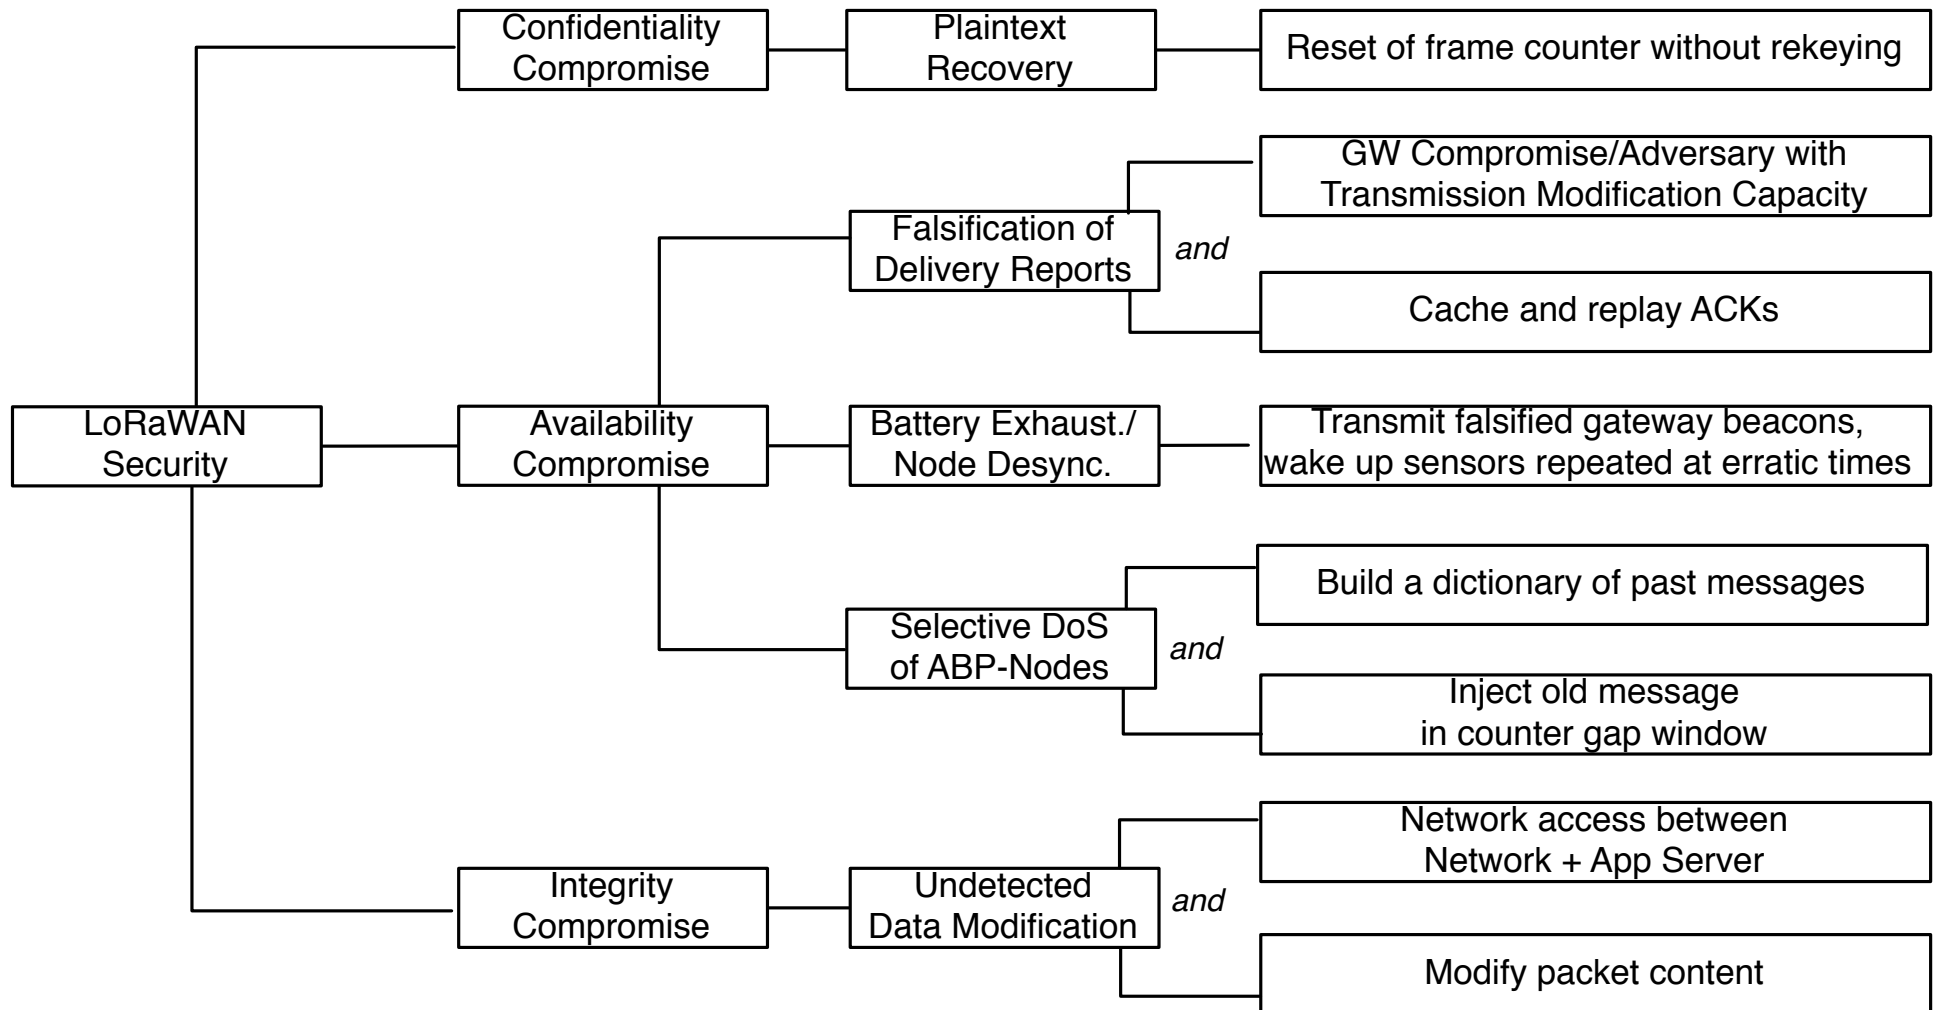 Confidentiality
Compromise
Plaintext
Recovery
Reset of frame counter without rekeying
GW Compromise/Adversary with
Transmission Modification Capacity
Falsification of
Delivery Reports
and
Cache and replay ACKs
LoRaWAN
Security
Availability
Compromise
Battery Exhaust./
Node Desync.
Transmit falsified gateway beacons,
wake up sensors repeated at erratic times
Build a dictionary of past messages
Selective DoS
of ABP-Nodes
and
Inject old message
in counter gap window
Network access between
Network + App Server
Integrity
Compromise
Undetected
Data Modification
and
Modify packet content